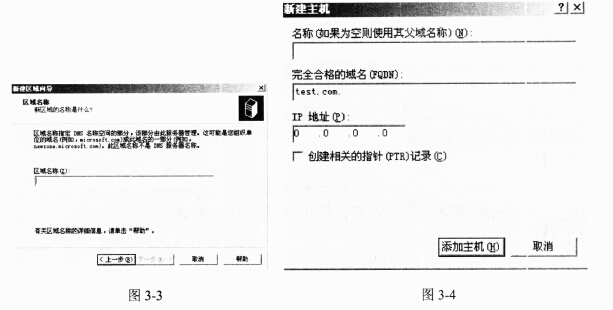 新建区域向导
区域名称
新区域的名称是什么?
区域名称指定 DNS 名称空间的部分，该部分由此服务器管理。这可能是您组织单
位的域名(例如，microsoft.com)或此域名的一部分(例如，
newzone.microsoft.com)。此区域名称不是 DNS 服务器名称。
区域名称(Z):
有关区域名称的详细信息，请单击“帮助”。
<上一步(B)
取消
帮助
图 3-3
新建主机
名称(如果为空则使用其父域名称)(N):
完全合格的域名(FQDN):
test.com.
IP 地址(P):
0 .0 .0 .0
创建相关的指针(PTR)记录(C)
添加主机(H)
取消
图 3-4